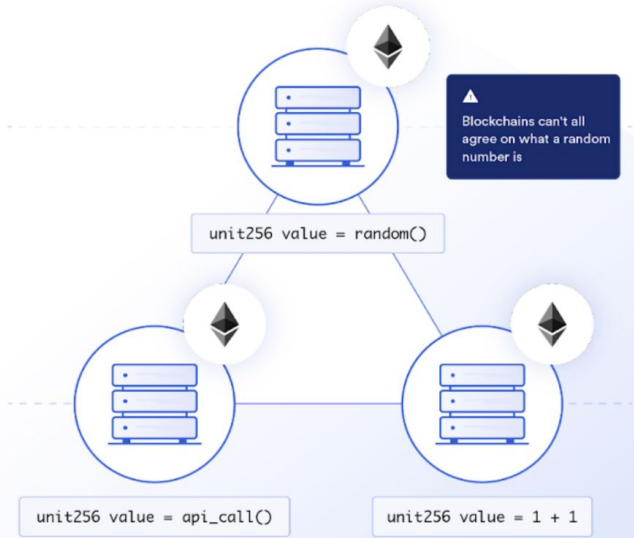 Blockchains can't all
agree on what a random
number is
unit256 value = random()
unit256 value = api_call()
unit256 value = 1 + 1